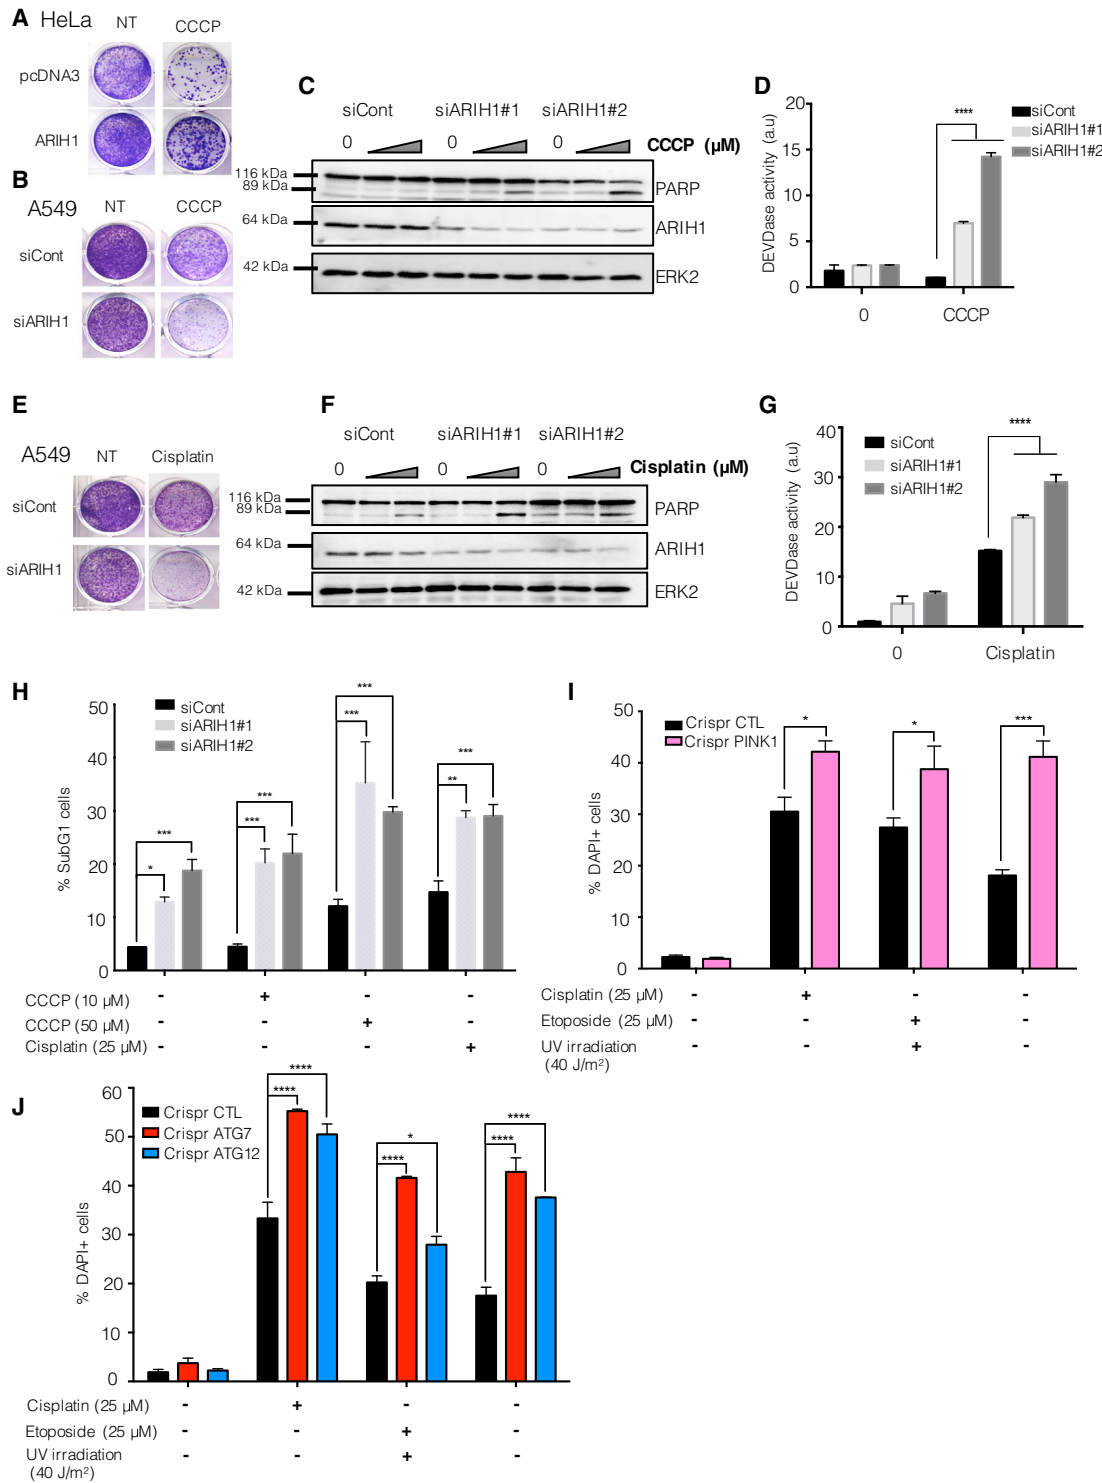 A HeLa
NT
CCCP
pcDNA3
ARIH1
B
A549
NT
CCCP
siCont
siARIH1
C
siCont
siARIH1#1
siARIH1#2
0
0
0
CCCP (µM)
116 kDa
89 kDa
PARP
64 kDa
ARIH1
42 kDa
ERK2
D
DEVDase activity (a.u)
20
15
10
5
0
****
siCont
siARIH1#1
siARIH1#2
0
CCCP
E
A549
NT
Cisplatin
siCont
siARIH1
F
siCont
siARIH1#1
siARIH1#2
0
0
0
Cisplatin (µM)
116 kDa
89 kDa
PARP
64 kDa
ARIH1
42 kDa
ERK2
G
DEVDase activity (a.u)
40
30
20
10
0
****
siCont
siARIH1#1
siARIH1#2
0
Cisplatin
H
% SubG1 cells
50
40
30
20
10
0
siCont
siARIH1#1
siARIH1#2
*
***
***
***
***
***
**
***
CCCP (10 µM) - + - -
CCCP (50 µM) - - + -
Cisplatin (25 µM) - - - +
I
% DAPI+ cells
50
40
30
20
10
0
Crispr CTL
Crispr PINK1
*
*
***
Cisplatin (25 µM) - + - -
Etoposide (25 µM) - - + -
UV irradiation - - + -
(40 J/m²)
J
% DAPI+ cells
60
50
40
30
20
10
0
Crispr CTL
Crispr ATG7
Crispr ATG12
****
****
****
*
****
****
Cisplatin (25 µM) - + - -
Etoposide (25 µM) - - + -
UV irradiation - - + -
(40 J/m²)